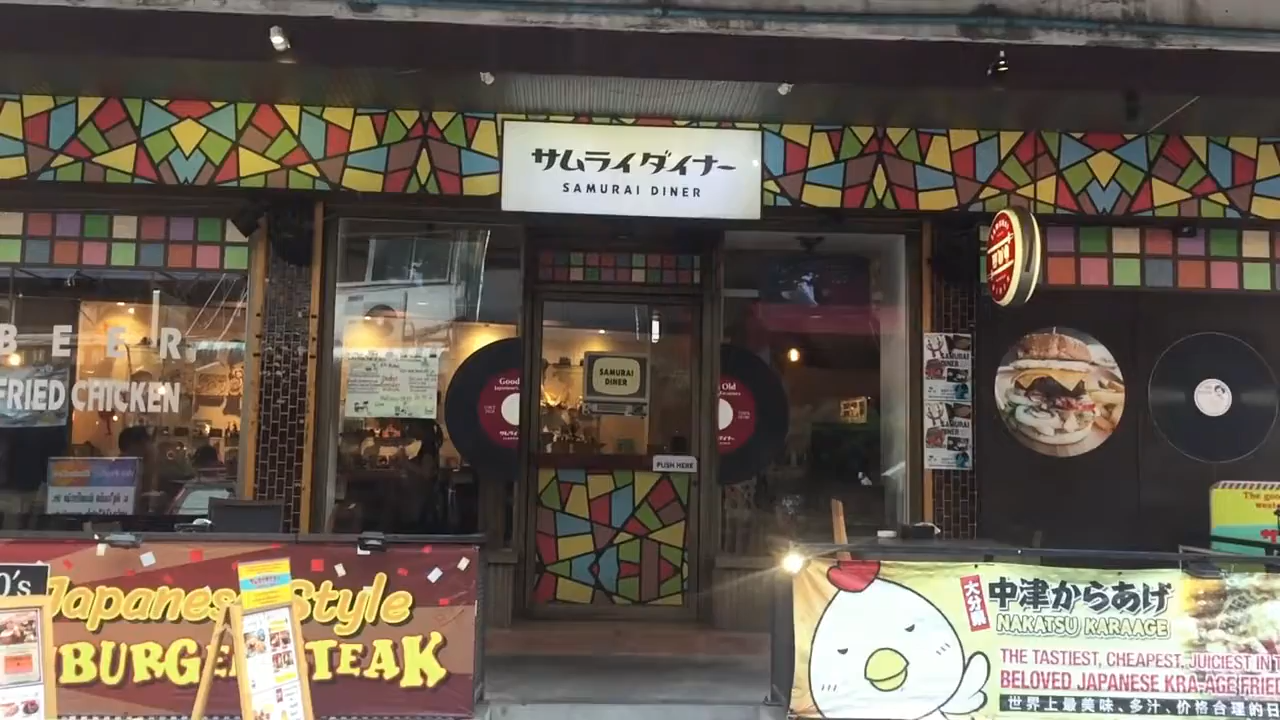 サムライダイナー
SAMURAI DINER
BEER,
FRIED CHICKEN
Good
Old
SAMURAI
DINER
PUSH HERE
SAMURAI
DINER
SAMURAI
DINER
The goo
O's
Japanese Style
BURGER STEAK
大分県
中津からあげ
NAKATSU KARAAGE
THE TASTIEST, CHEAPEST, JUICIEST IN T
BELOVED JAPANESE KRA-AGE FRIED
世界上最美味、多汁、价格合理的日